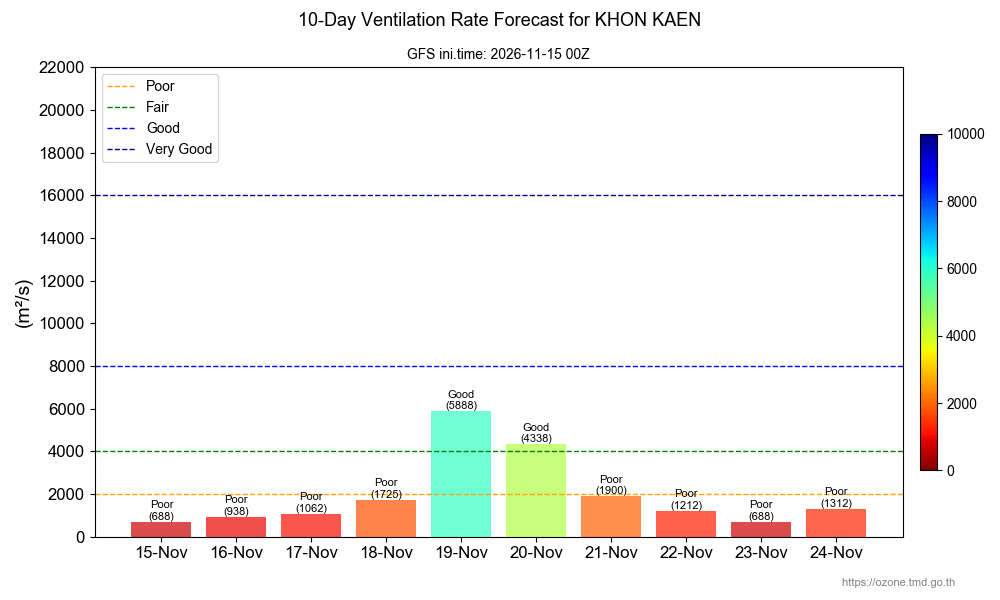 10-Day Ventilation Rate Forecast for KHON KAEN
GFS ini.time: 2026-11-15 00Z
22000
20000
18000
16000
14000
12000
10000
8000
6000
4000
2000
0
(m²/s)
Poor
Fair
Good
Very Good
Poor
(688)
Poor
(938)
Poor
(1062)
Poor
(1725)
Good
(5888)
Good
(4338)
Poor
(1900)
Poor
(1212)
Poor
(688)
Poor
(1312)
15-Nov
16-Nov
17-Nov
18-Nov
19-Nov
20-Nov
21-Nov
22-Nov
23-Nov
24-Nov
10000
8000
6000
4000
2000
0
https://ozone.tmd.go.th